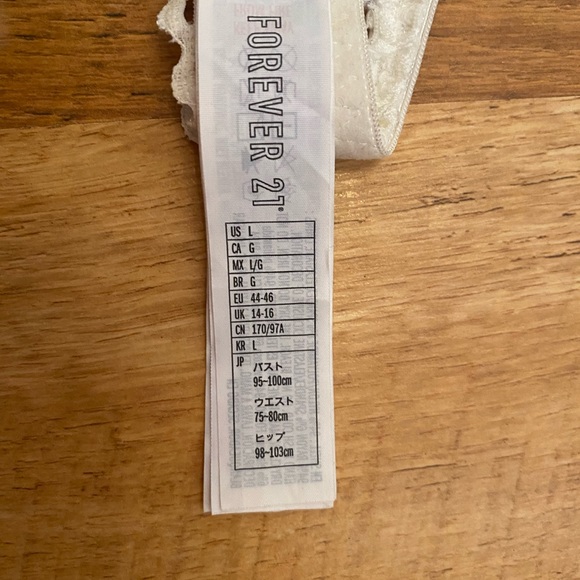 FOREVER 21®
US L
CA G
MX L/G
BR G
EU 44-46
UK 14-16
CN 170/97A
KR L
JP バスト
95~100cm
ウエスト
75~80cm
ヒップ
98~103cm